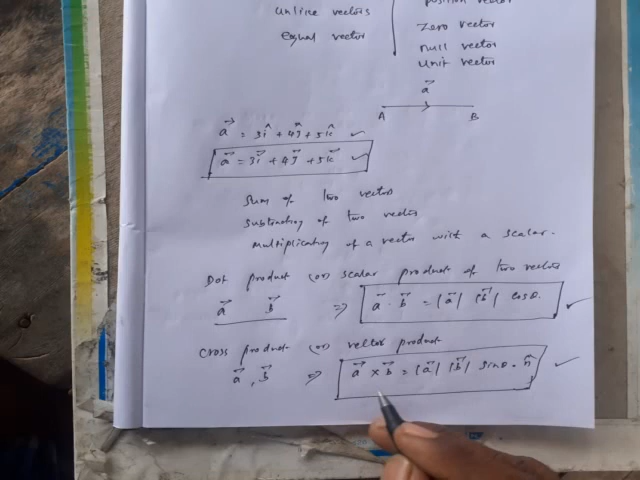 unlike vectors
equal vector
position vector
zero vector
null vector
unit vector
a⃗
A B
a⃗ = 3î + 4ĵ + 5k̂ ✓
a⃗ = 3i⃗ + 4j⃗ + 5k⃗ ✓
sum of two vectors
subtraction of two vectors
multiplication of a vector with a scalar.
Dot product (or) scalar product of two vectors
a⃗ b⃗ ⇒ a⃗ · b⃗ = |a⃗| |b⃗| cosθ. ✓
cross product (or) vector product
a⃗, b⃗ ⇒ a⃗ × b⃗ = |a⃗| |b⃗| sinθ · n̂ ✓